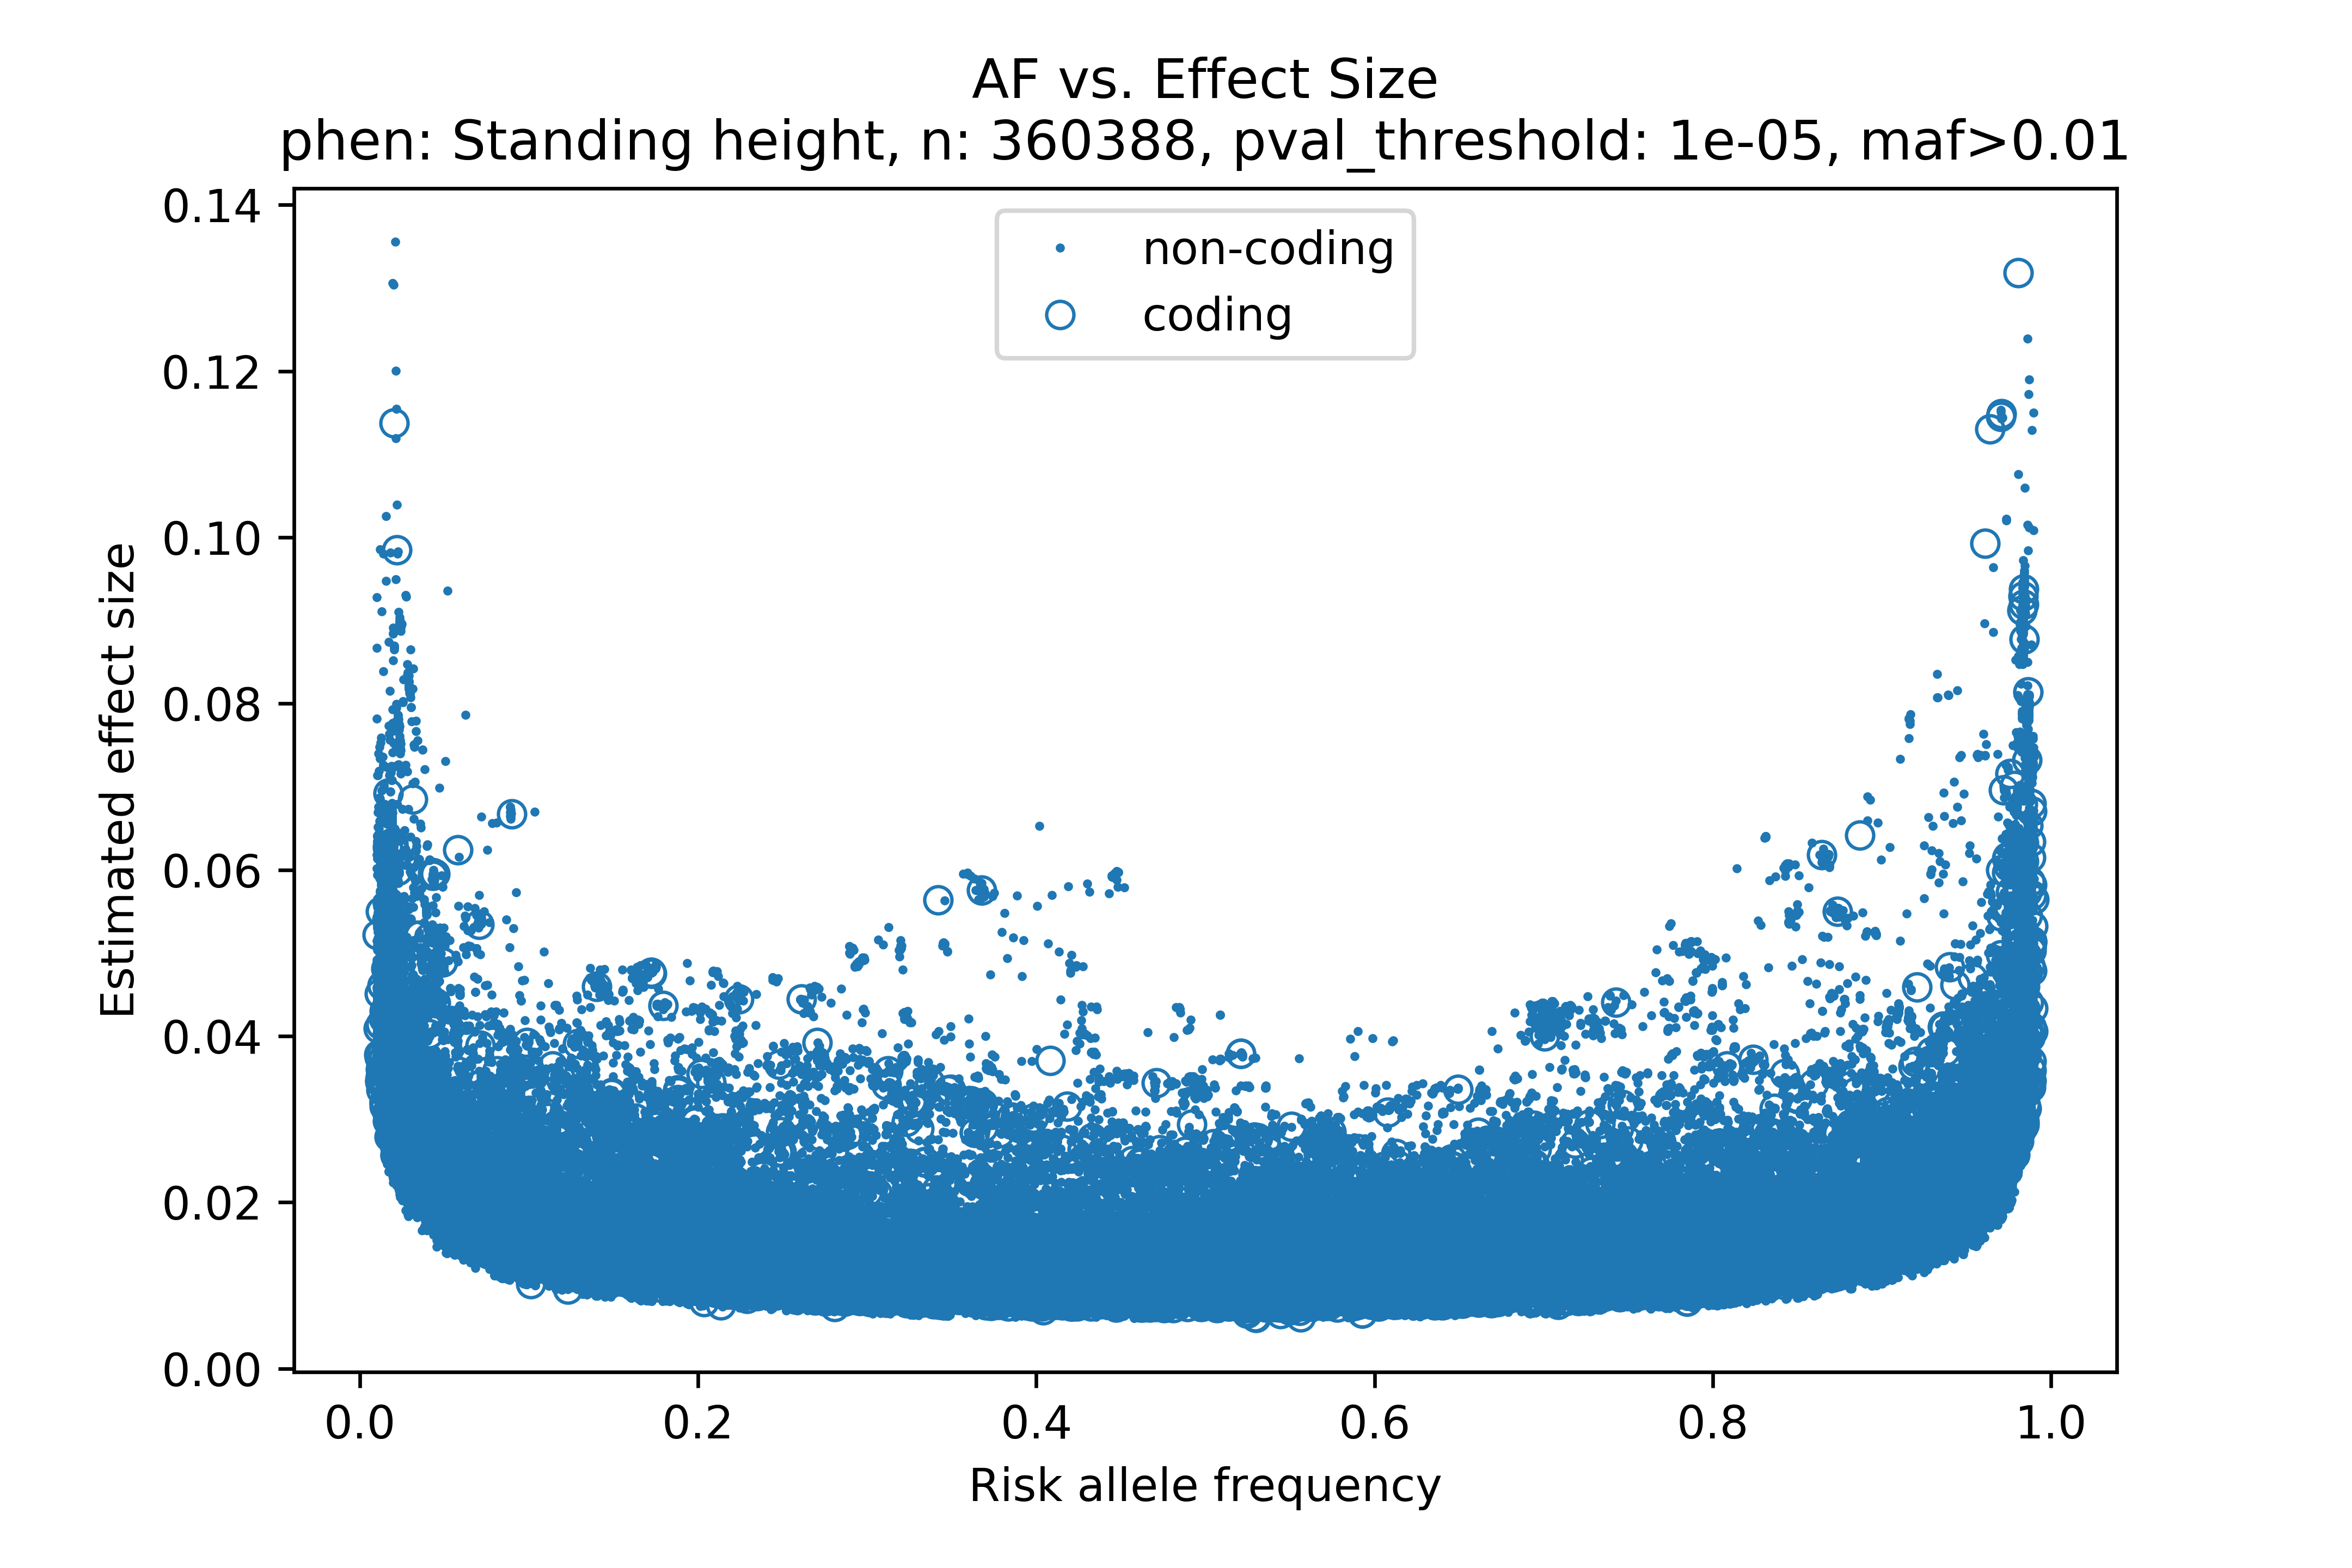 AF vs. Effect Size
phen: Standing height, n: 360388, pval_threshold: 1e-05, maf>0.01
non-coding
coding
Estimated effect size
0.14
0.12
0.10
0.08
0.06
0.04
0.02
0.00
0.0 0.2 0.4 0.6 0.8 1.0
Risk allele frequency